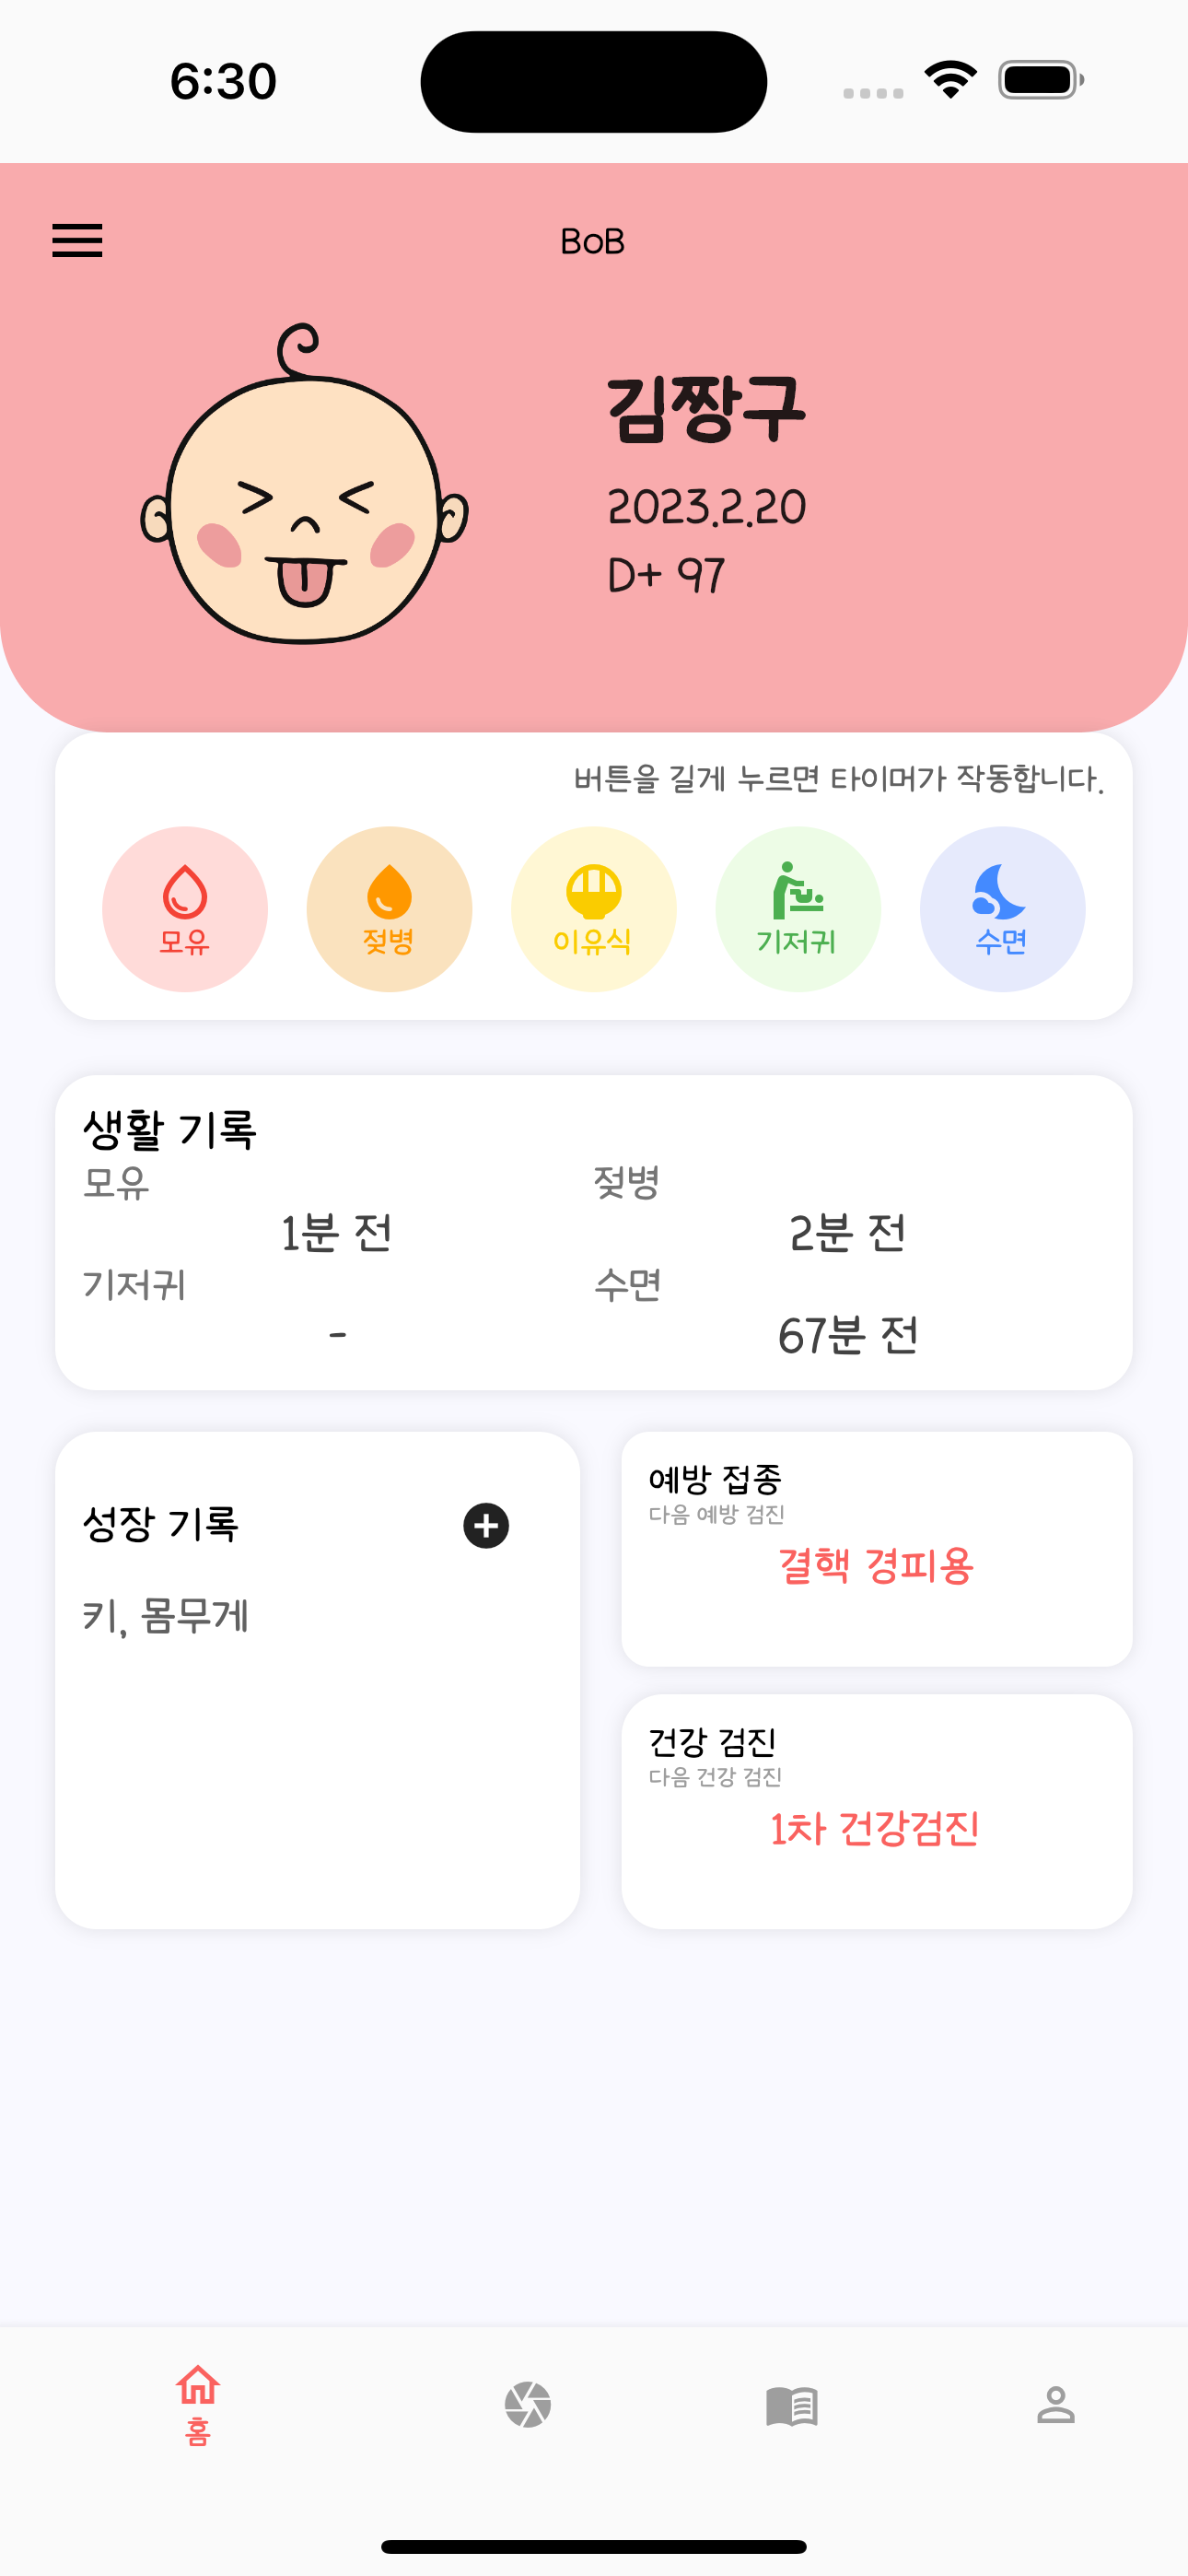 6:30
BoB
김짱구
2023.2.20
D+ 97
버튼을 길게 누르면 타이머가 작동합니다.
모유 젖병 이유식 기저귀 수면
생활 기록
모유 젖병
1분 전 2분 전
기저귀 수면
- 67분 전
성장 기록
키, 몸무게
예방 접종
다음 예방 검진
결핵 경피용
건강 검진
다음 건강 검진
1차 건강검진
홈